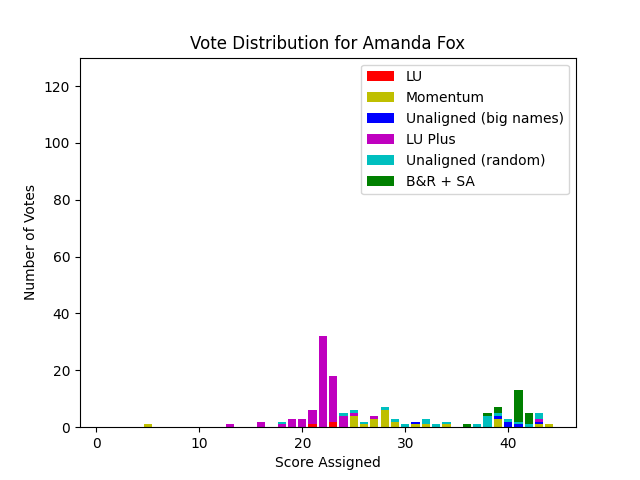 Vote Distribution for Amanda Fox
Number of Votes
120
100
80
60
40
20
0
LU
Momentum
Unaligned (big names)
LU Plus
Unaligned (random)
B&R + SA
0 10 20 30 40
Score Assigned